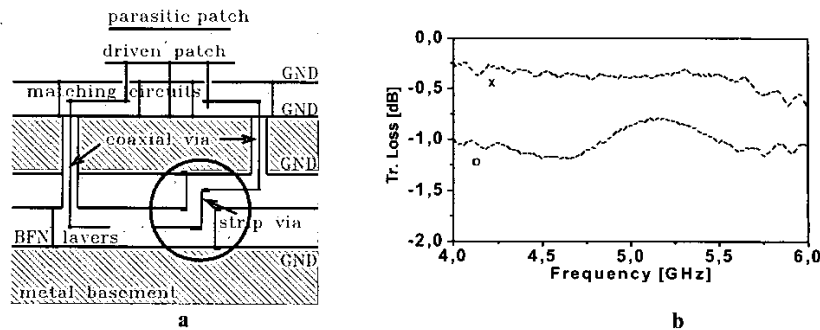 parasitic patch
driven patch
GND
matching circuits
GND
coaxial via
GND
strip via
BFN layers
GND
metal basement
a
0,0
-0,5
-1,0
-1,5
-2,0
Tr. Loss [dB]
x
4,0
4,5
5,0
5,5
6,0
Frequency [GHz]
b